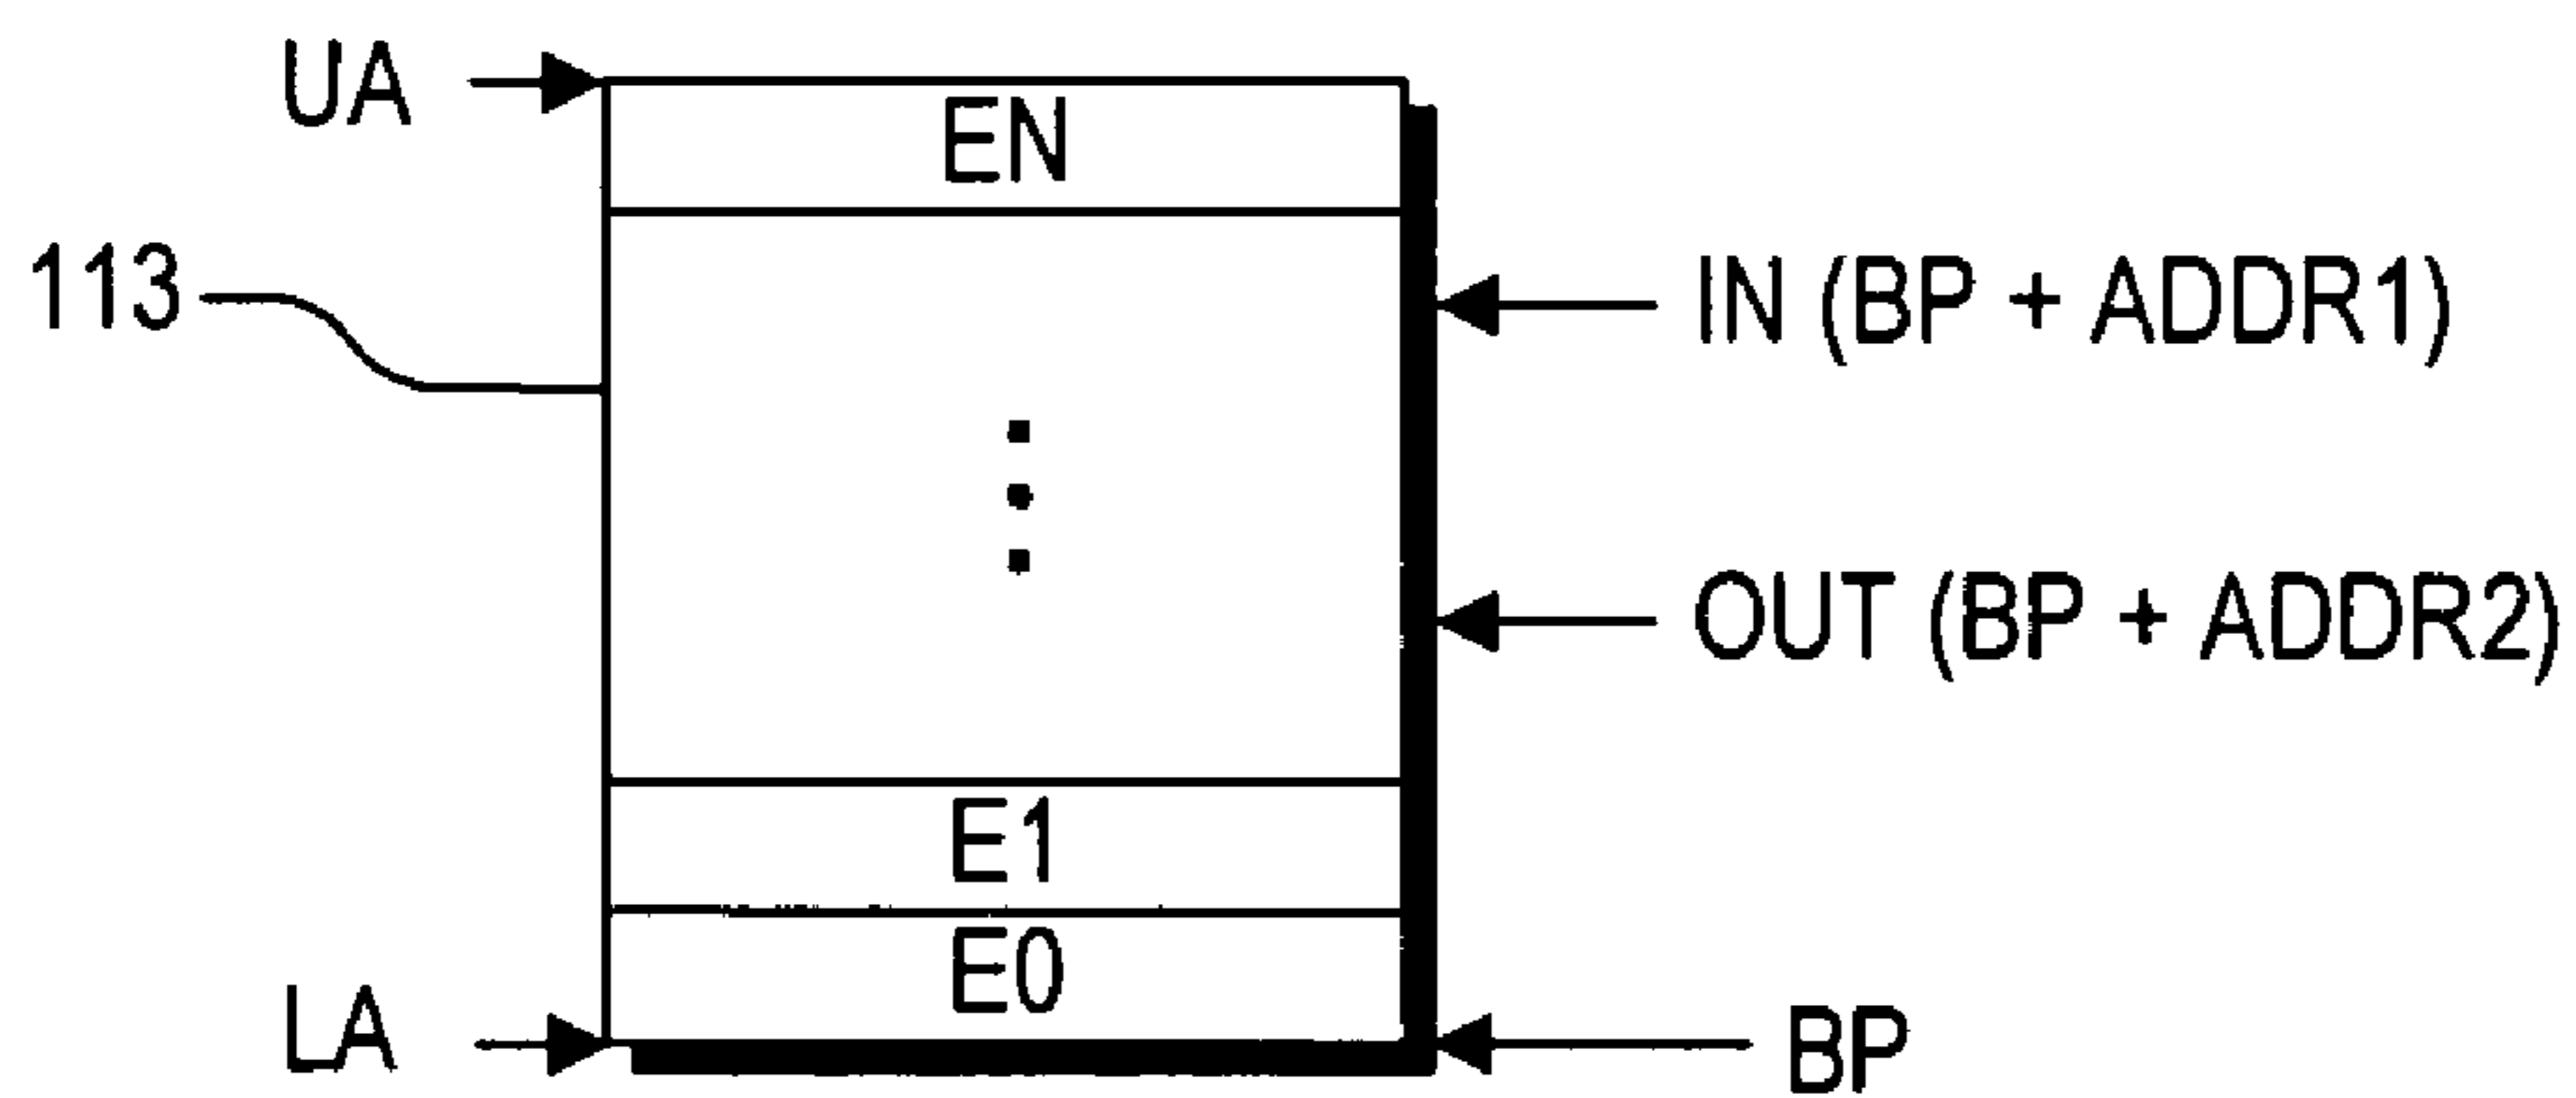 UA
EN
113
IN (BP + ADDR1)
OUT (BP + ADDR2)
E1
E0
LA
BP